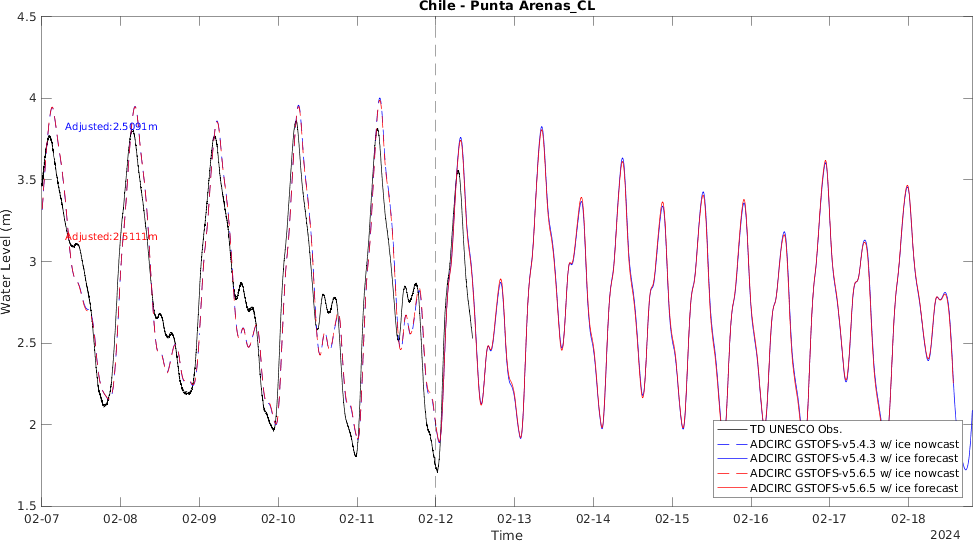 Chile - Punta Arenas_CL
4.5
4
3.5
3
2.5
2
1.5
Water Level (m)
Adjusted:2.5091m
Adjusted:2.5111m
TD UNESCO Obs.
ADCIRC GSTOFS-v5.4.3 w/ ice nowcast
ADCIRC GSTOFS-v5.4.3 w/ ice forecast
ADCIRC GSTOFS-v5.6.5 w/ ice nowcast
ADCIRC GSTOFS-v5.6.5 w/ ice forecast
02-07 02-08 02-09 02-10 02-11 02-12 02-13 02-14 02-15 02-16 02-17 02-18
Time
2024